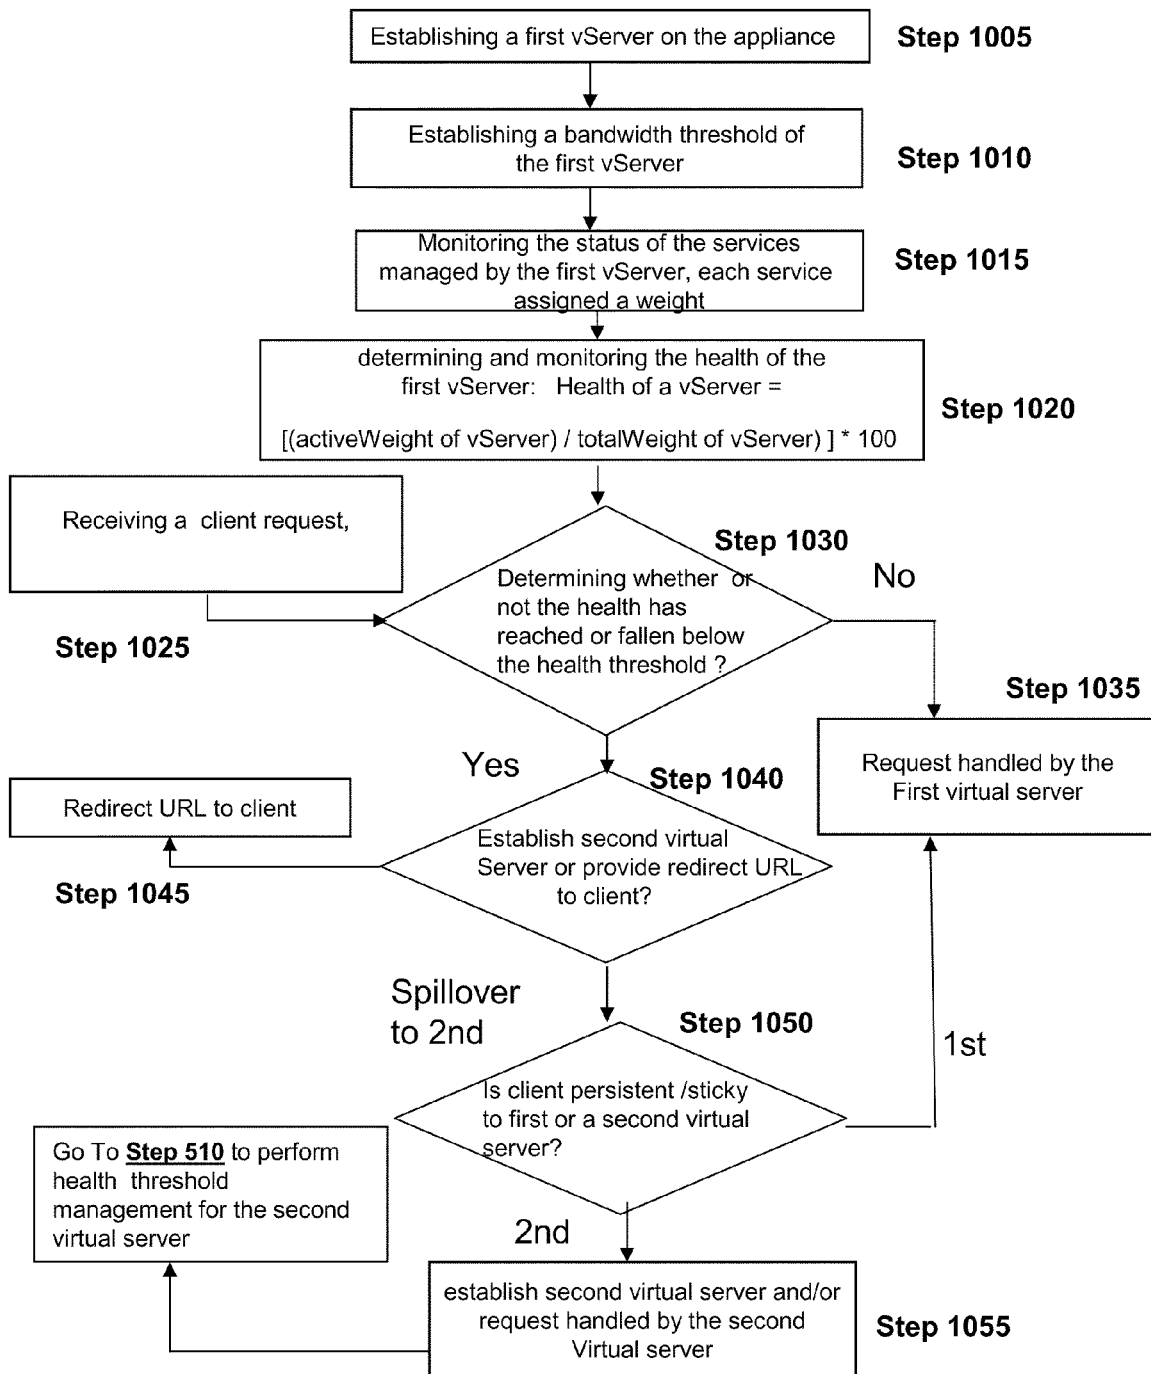 Establishing a first vServer on the appliance
Step 1005
Establishing a bandwidth threshold of
the first vServer
Step 1010
Monitoring the status of the services
managed by the first vServer, each service
assigned a weight
Step 1015
determining and monitoring the health of the
first vServer: Health of a vServer =
[(activeWeight of vServer) / totalWeight of vServer) ] * 100
Step 1020
Receiving a client request,
Step 1025
Step 1030
Determining whether or
not the health has
reached or fallen below
the health threshold ?
No
Step 1035
Request handled by the
First virtual server
Yes
Step 1040
Establish second virtual
Server or provide redirect URL
to client?
Redirect URL to client
Step 1045
Spillover
to 2nd
Step 1050
Is client persistent /sticky
to first or a second virtual
server?
1st
2nd
Go To Step 510 to perform
health threshold
management for the second
virtual server
establish second virtual server and/or
request handled by the second
Virtual server
Step 1055